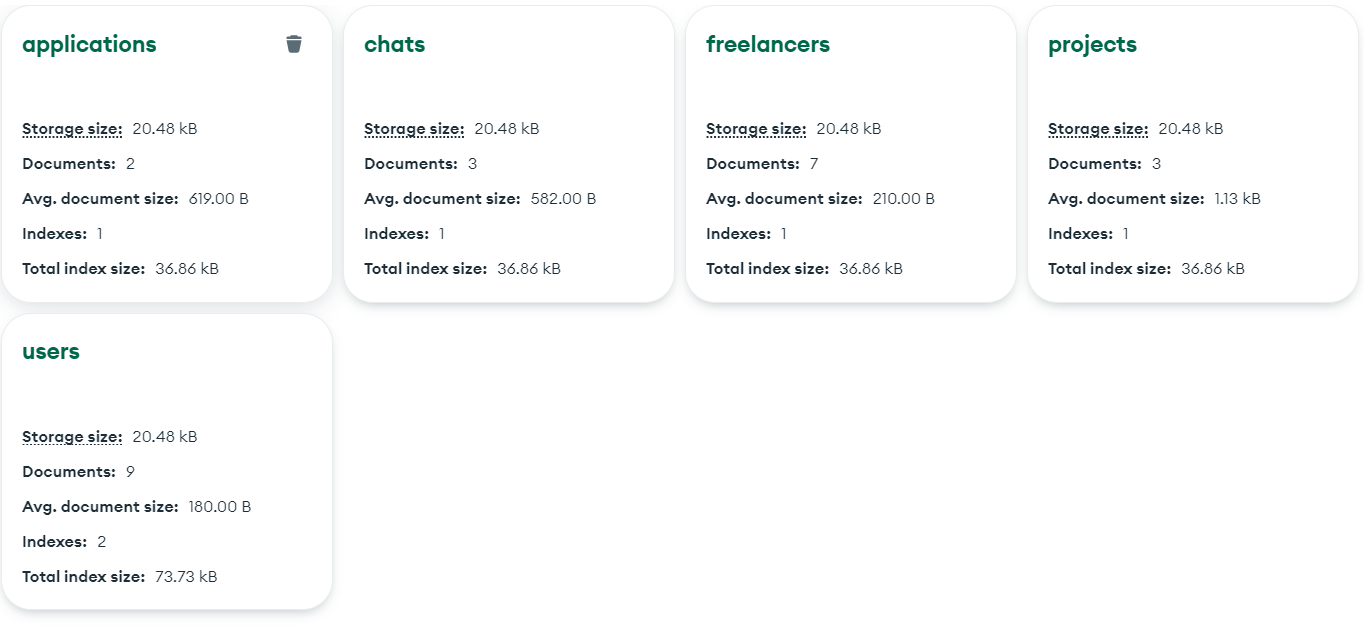 applications
Storage size: 20.48 kB
Documents: 2
Avg. document size: 619.00 B
Indexes: 1
Total index size: 36.86 kB
chats
Storage size: 20.48 kB
Documents: 3
Avg. document size: 582.00 B
Indexes: 1
Total index size: 36.86 kB
freelancers
Storage size: 20.48 kB
Documents: 7
Avg. document size: 210.00 B
Indexes: 1
Total index size: 36.86 kB
projects
Storage size: 20.48 kB
Documents: 3
Avg. document size: 1.13 kB
Indexes: 1
Total index size: 36.86 kB
users
Storage size: 20.48 kB
Documents: 9
Avg. document size: 180.00 B
Indexes: 2
Total index size: 73.73 kB